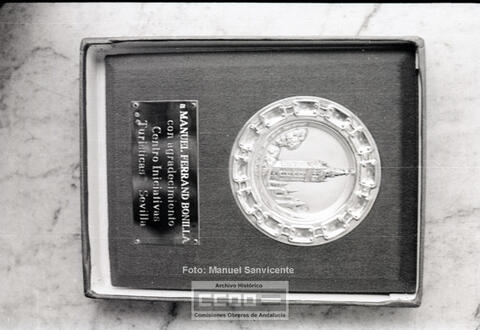 a MANUEL FERRAND BONILLA
con agradecimiento
Centro Iniciativas
Turísticas Sevilla
Foto: Manuel Sanvicente
Archivo Histórico
CCOO
Comisiones Obreras de Andalucía